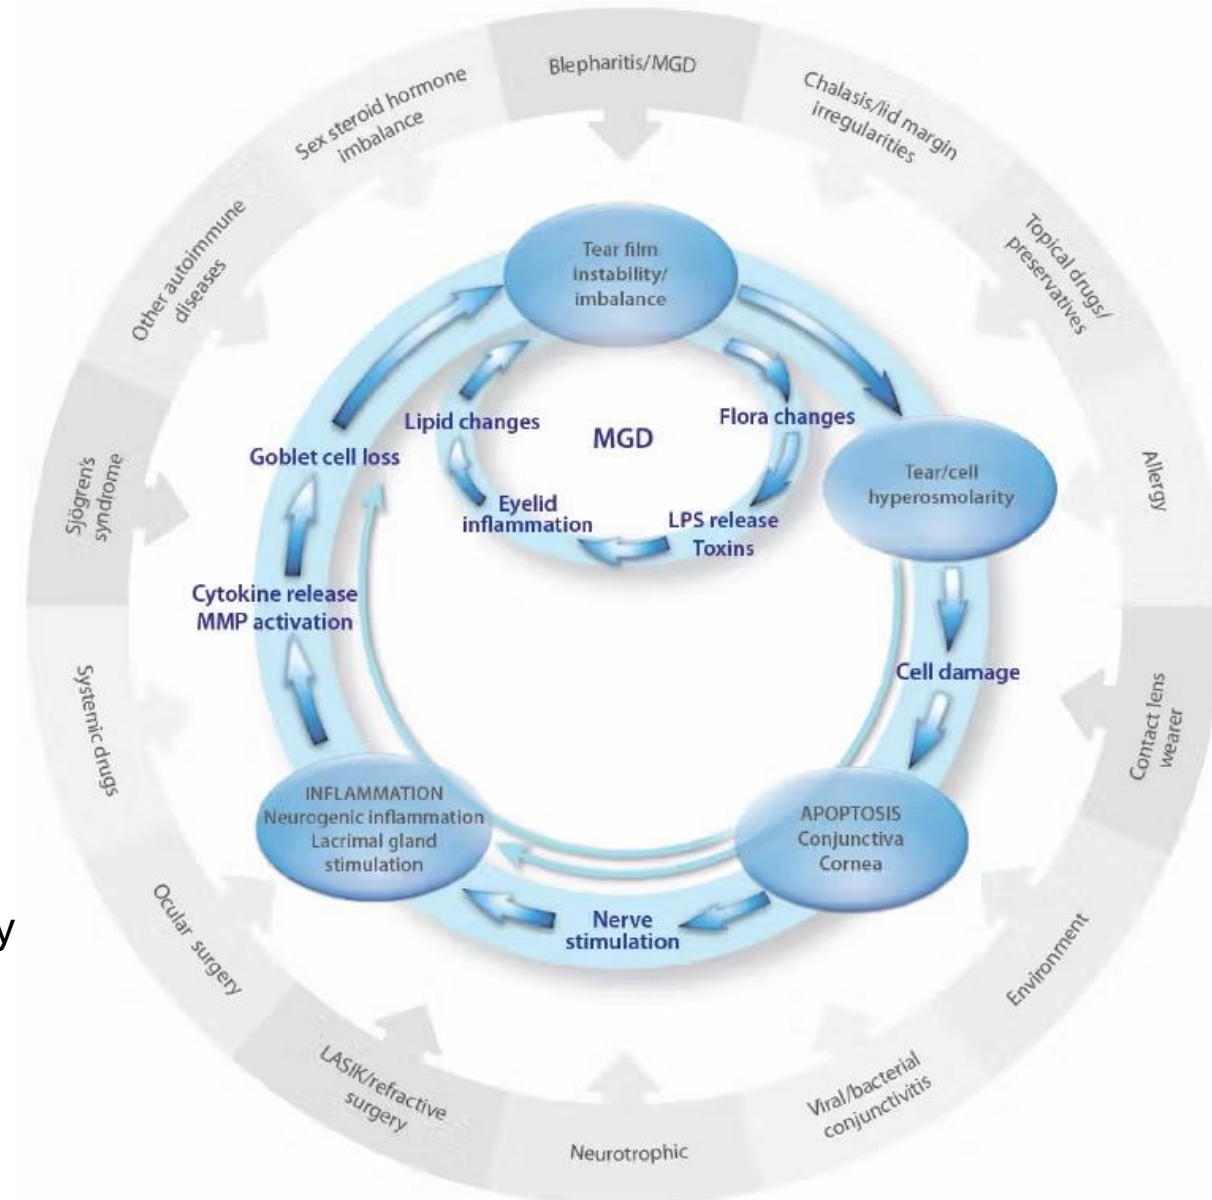 Blepharitis/MGD
Chalasis/lid margin
irregularities
Topical drugs/
preservatives
Allergy
Contact lens
wearer
Environment
Viral/bacterial
conjunctivitis
Neurotrophic
LASIK/refractive
surgery
Ocular surgery
Systemic drugs
Sjögren's
syndrome
Other autoimmune
diseases
Sex steroid hormone
imbalance
Tear film
instability/
imbalance
Tear/cell
hyperosmolarity
Cell damage
APOPTOSIS
Conjunctiva
Cornea
Nerve
stimulation
INFLAMMATION
Neurogenic inflammation
Lacrimal gland
stimulation
Cytokine release
MMP activation
Goblet cell loss
MGD
Flora changes
LPS release
Toxins
Eyelid
inflammation
Lipid changes
y